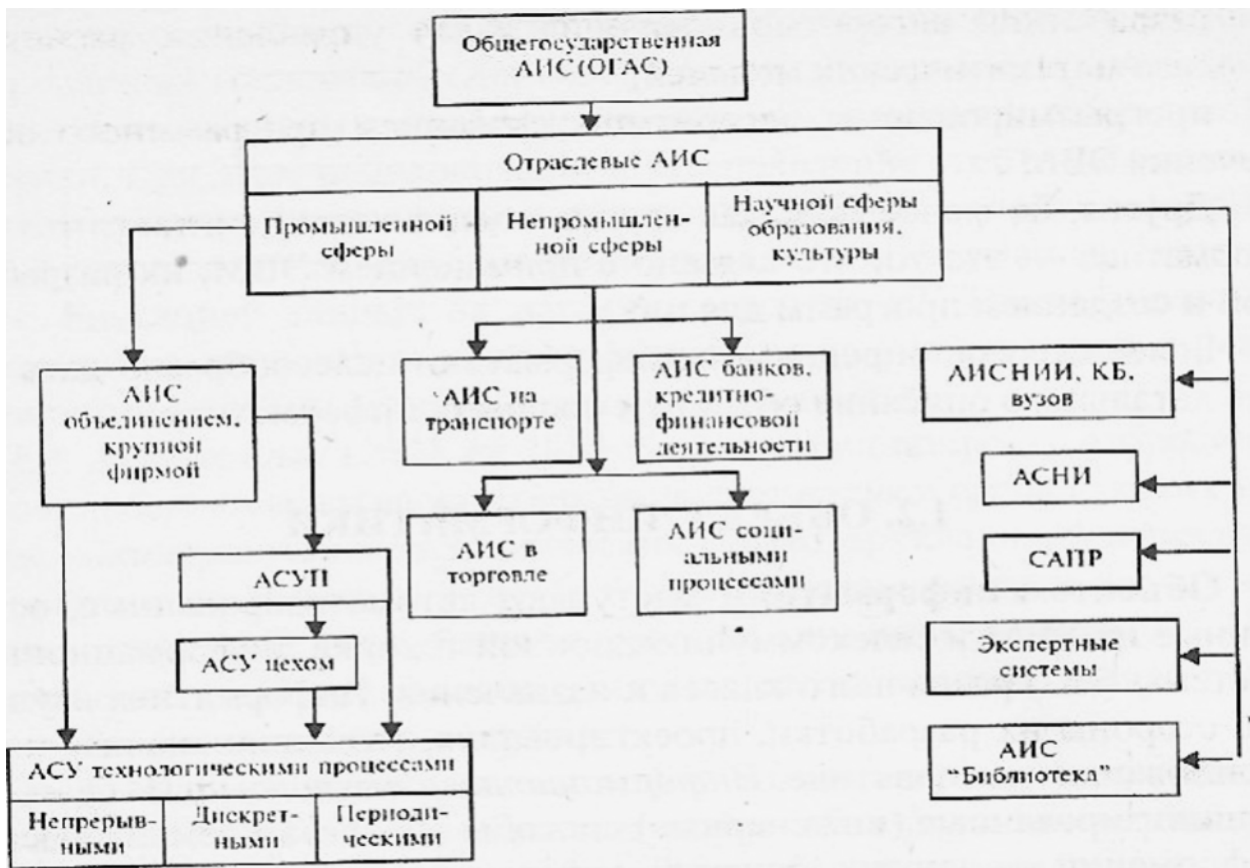 Общегосударственная
АИС (ОГАС)
Отраслевые АИС
Промышленной
сферы
Непромышлен-
ной сферы
Научной сферы
образования,
культуры
АИС
объединением,
крупной
фирмой
АИС на
транспорте
АИС банков,
кредитно-
финансовой
деятельности
АИС НИИ, КБ,
вузов
АСНИ
АИС в
торговле
АИС соци-
альными
процессами
АСУП
САПР
АСУ цехом
Экспертные
системы
АСУ технологическими процессами
Непрерыв-
ными
Дискрет-
ными
Периоди-
ческими
АИС
"Библиотека"